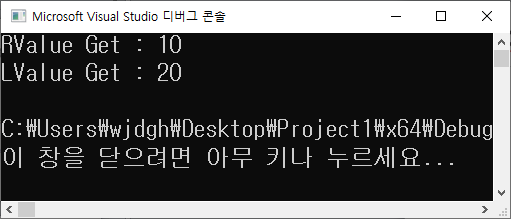 Microsoft Visual Studio 디버그 콘솔
RValue Get : 10
LValue Get : 20
C:₩Users₩wjdgh₩Desktop₩Project1₩x64₩Debug
이 창을 닫으려면 아무 키나 누르세요...